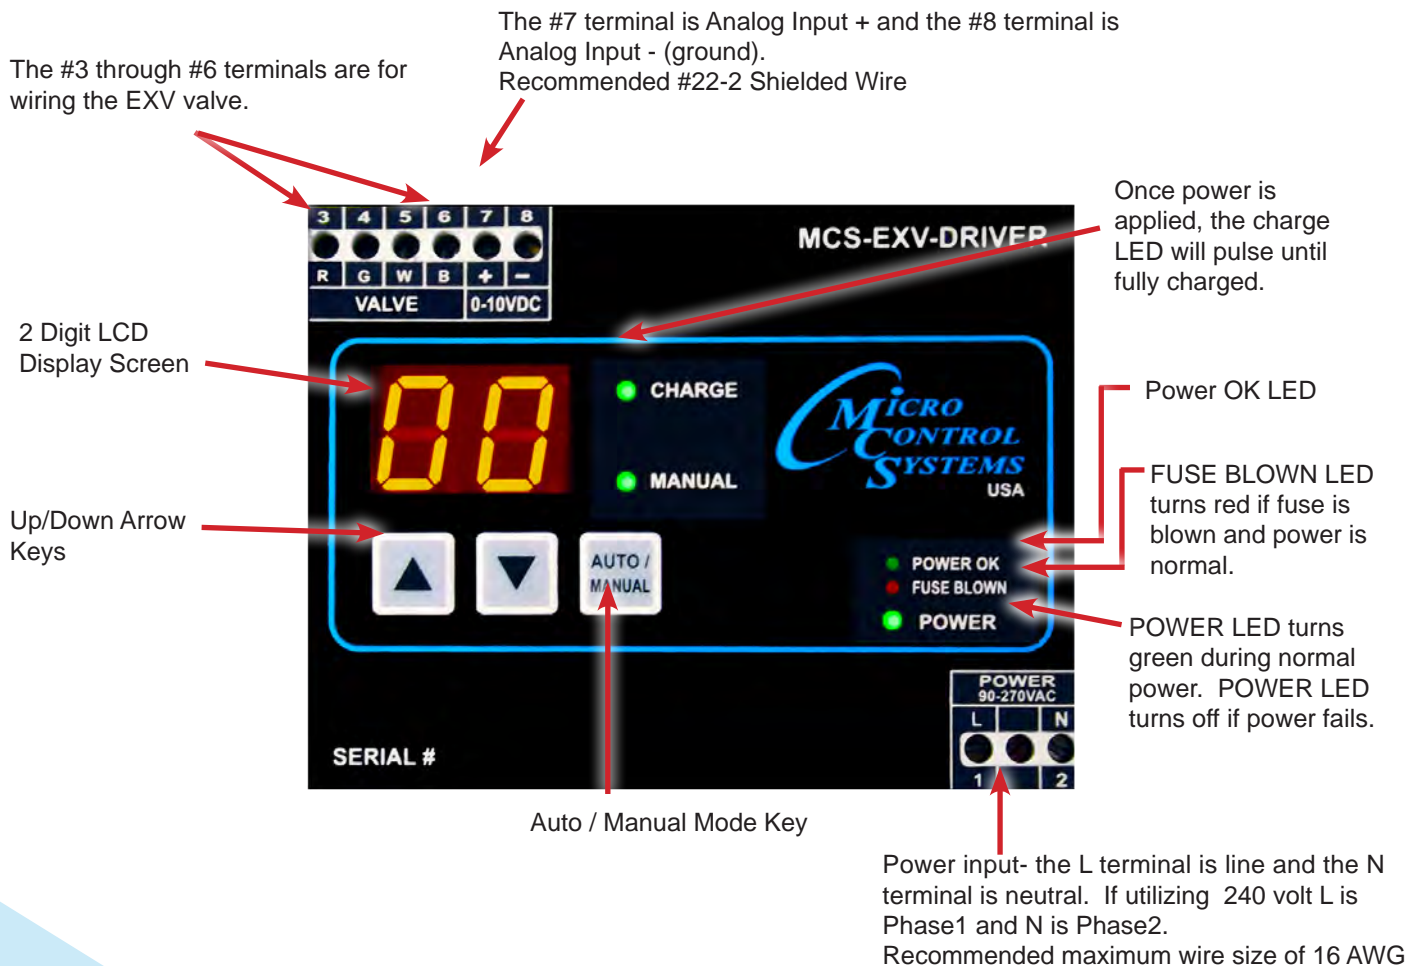 The #7 terminal is Analog Input + and the #8 terminal is
Analog Input - (ground).
Recommended #22-2 Shielded Wire
The #3 through #6 terminals are for
wiring the EXV valve.
Once power is
applied, the charge
LED will pulse until
fully charged.
3 4 5 6 7 8
R G W B + −
VALVE 0-10VDC
MCS-EXV-DRIVER
2 Digit LCD
Display Screen
00
CHARGE
MANUAL
MICRO
CONTROL
SYSTEMS
USA
Power OK LED
FUSE BLOWN LED
turns red if fuse is
blown and power is
normal.
Up/Down Arrow
Keys
AUTO /
MANUAL
POWER OK
FUSE BLOWN
POWER
POWER LED turns
green during normal
power.  POWER LED
turns off if power fails.
POWER
90-270VAC
L N
1 2
SERIAL #
Auto / Manual Mode Key
Power input- the L terminal is line and the N
terminal is neutral.  If utilizing  240 volt L is
Phase1 and N is Phase2.
Recommended maximum wire size of 16 AWG